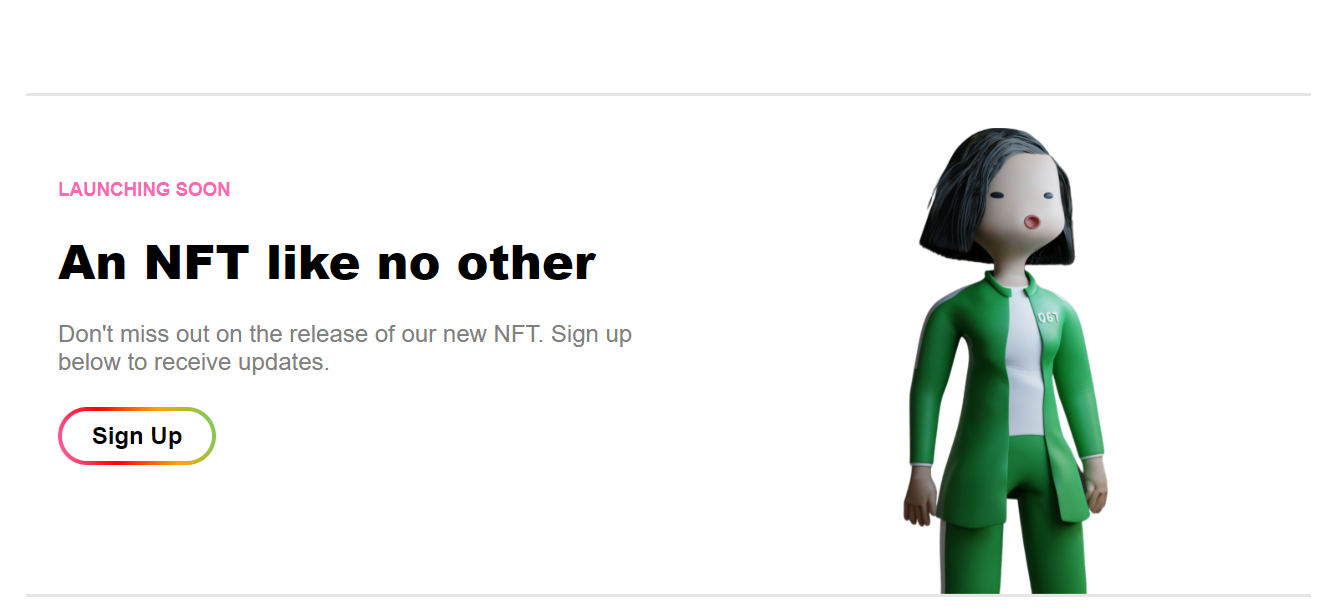 LAUNCHING SOON
An NFT like no other
Don't miss out on the release of our new NFT. Sign up
below to receive updates.
Sign Up
067